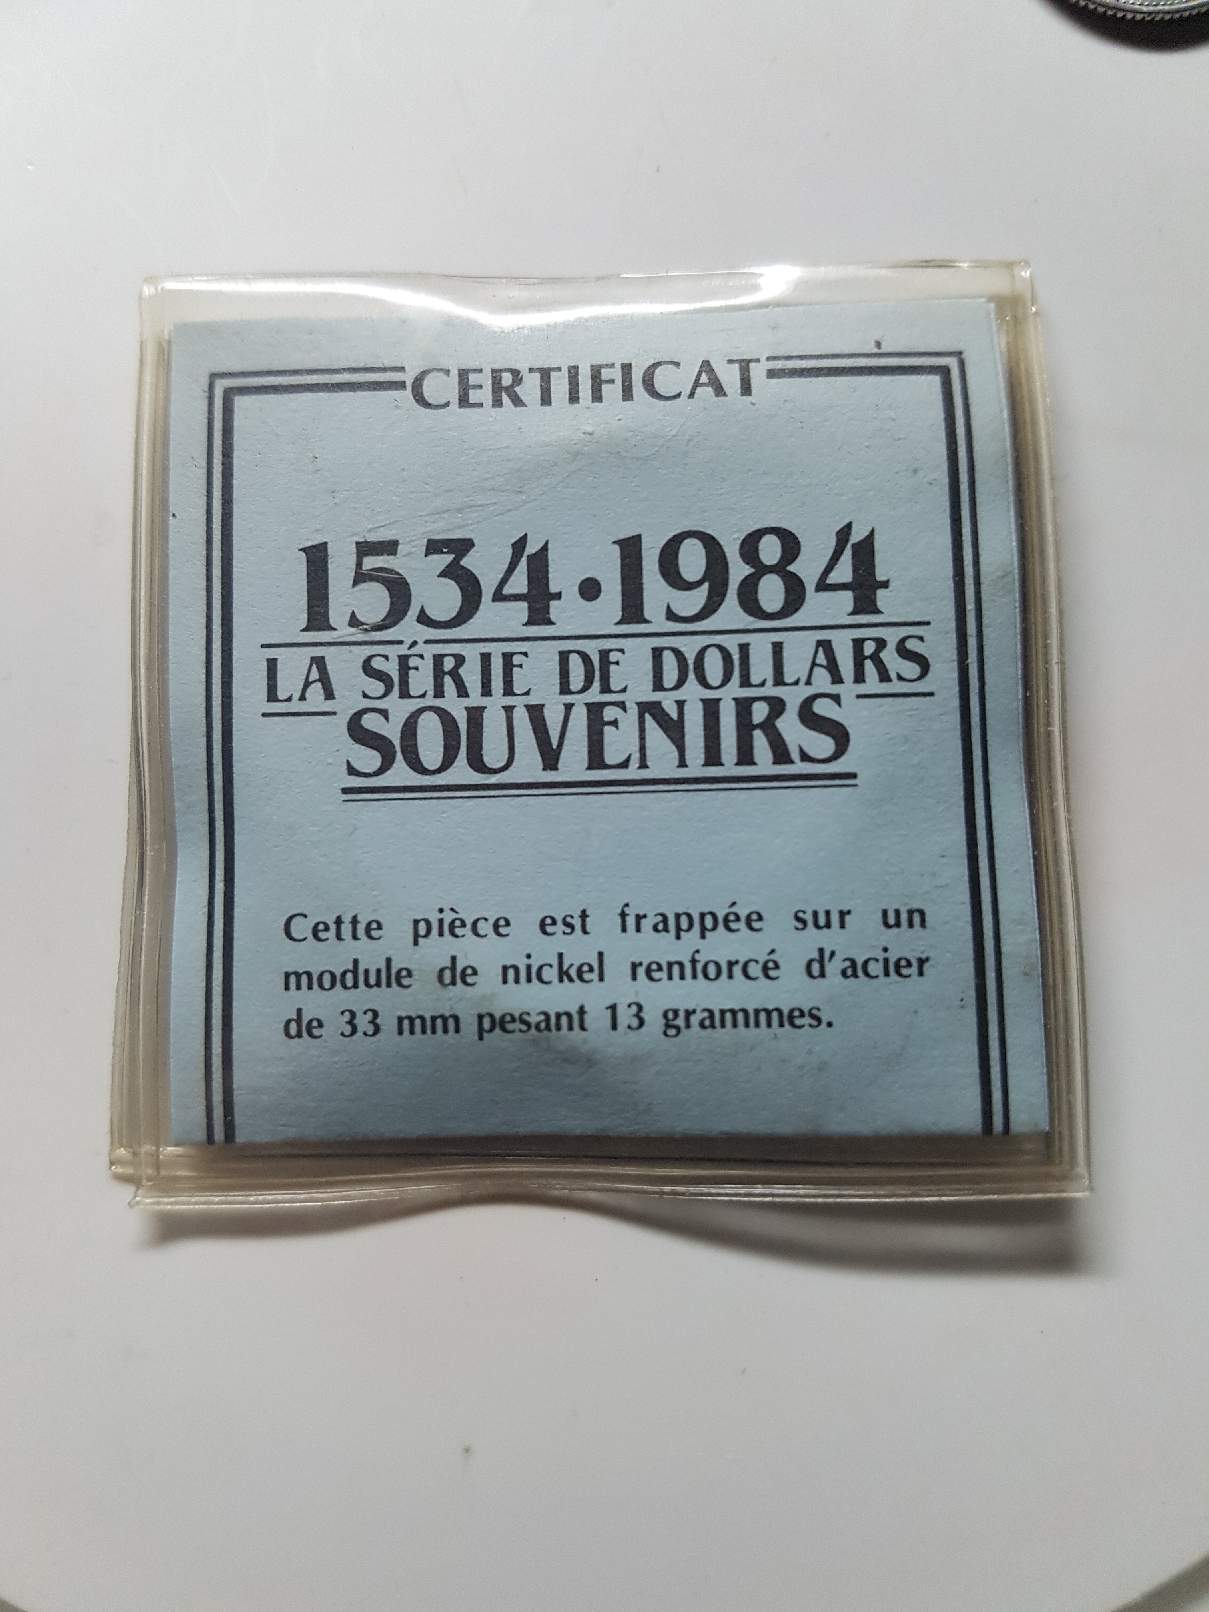 CERTIFICAT
1534•1984
LA SÉRIE DE DOLLARS
SOUVENIRS
Cette pièce est frappée sur un
module de nickel renforcé d'acier
de 33 mm pesant 13 grammes.